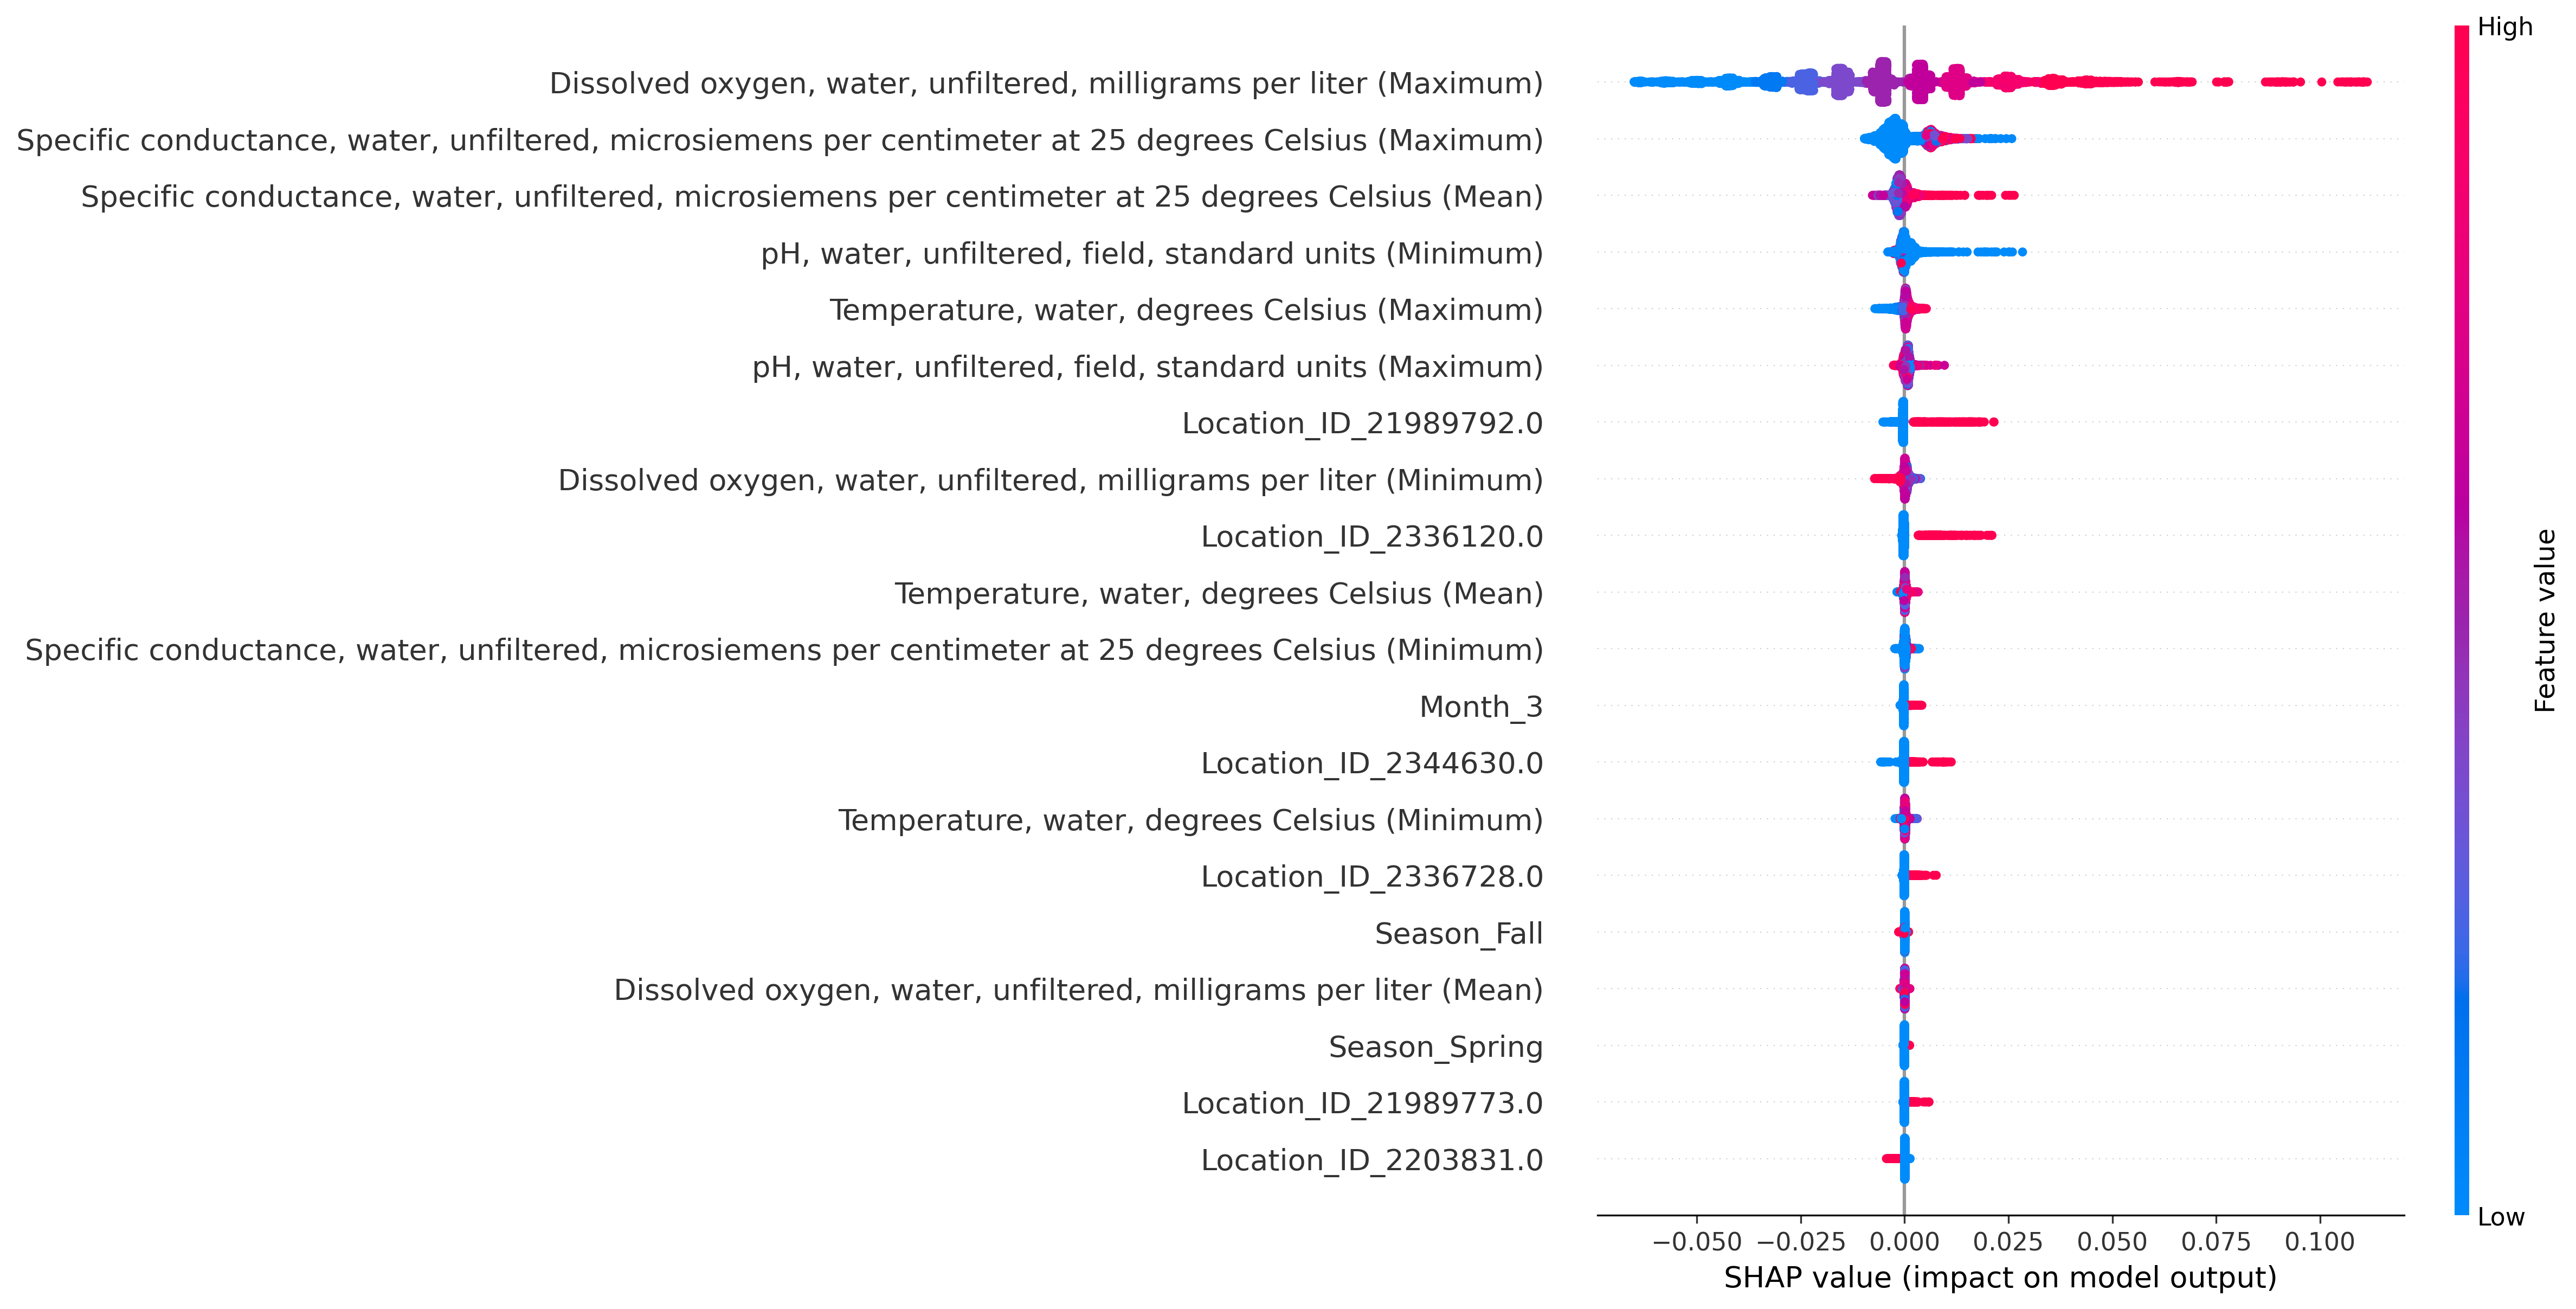 High
Dissolved oxygen, water, unfiltered, milligrams per liter (Maximum)
Specific conductance, water, unfiltered, microsiemens per centimeter at 25 degrees Celsius (Maximum)
Specific conductance, water, unfiltered, microsiemens per centimeter at 25 degrees Celsius (Mean)
pH, water, unfiltered, field, standard units (Minimum)
Temperature, water, degrees Celsius (Maximum)
pH, water, unfiltered, field, standard units (Maximum)
Location_ID_21989792.0
Dissolved oxygen, water, unfiltered, milligrams per liter (Minimum)
Location_ID_2336120.0
Temperature, water, degrees Celsius (Mean)
Specific conductance, water, unfiltered, microsiemens per centimeter at 25 degrees Celsius (Minimum)
Month_3
Location_ID_2344630.0
Temperature, water, degrees Celsius (Minimum)
Location_ID_2336728.0
Season_Fall
Dissolved oxygen, water, unfiltered, milligrams per liter (Mean)
Season_Spring
Location_ID_21989773.0
Location_ID_2203831.0
Feature value
Low
−0.050 −0.025 0.000 0.025 0.050 0.075 0.100
SHAP value (impact on model output)